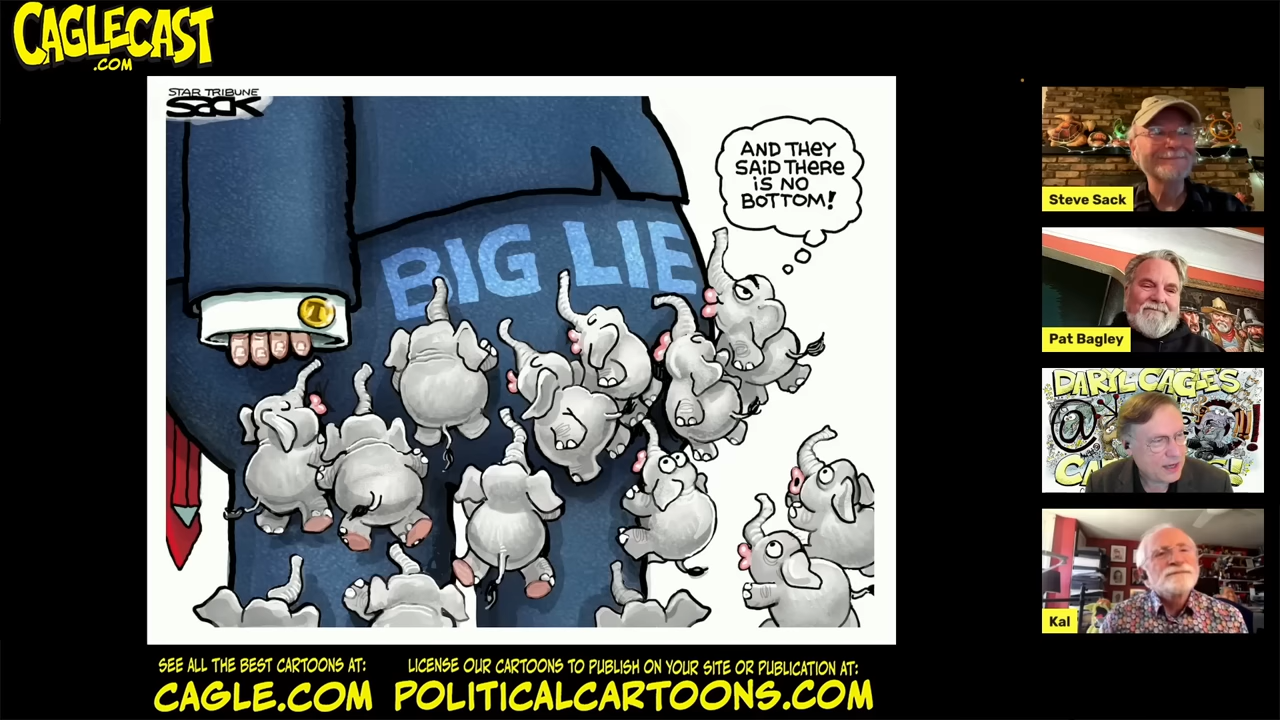 CAGLECAST
.COM
STAR TRIBUNE
SACK
AND THEY
SAID THERE
IS NO
BOTTOM!
BIG LIE
T
Steve Sack
Pat Bagley
DARYL CAGLE'S
Kal
SEE ALL THE BEST CARTOONS AT:
CAGLE.COM
LICENSE OUR CARTOONS TO PUBLISH ON YOUR SITE OR PUBLICATION AT:
POLITICALCARTOONS.COM